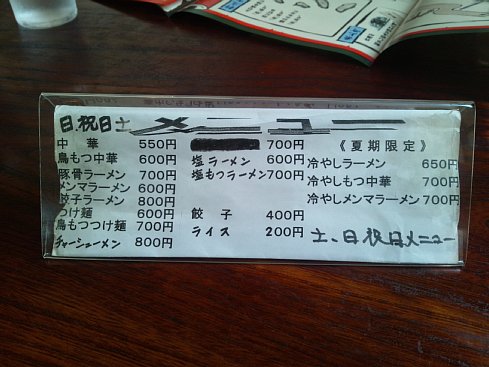 日、祝日土 メニュー
中華 550円
鳥もつ中華 600円
豚骨ラーメン 700円
メンマラーメン 600円
餃子ラーメン 800円
つけ麺 600円
鳥もつつけ麺 700円
チャーシューメン 800円
700円
塩ラーメン 600円
塩もつラーメン 700円
餃子 400円
ライス 200円
《夏期限定》
冷やしラーメン 650円
冷やしもつ中華 700円
冷やしメンマラーメン 700円
土、日祝日メニュー